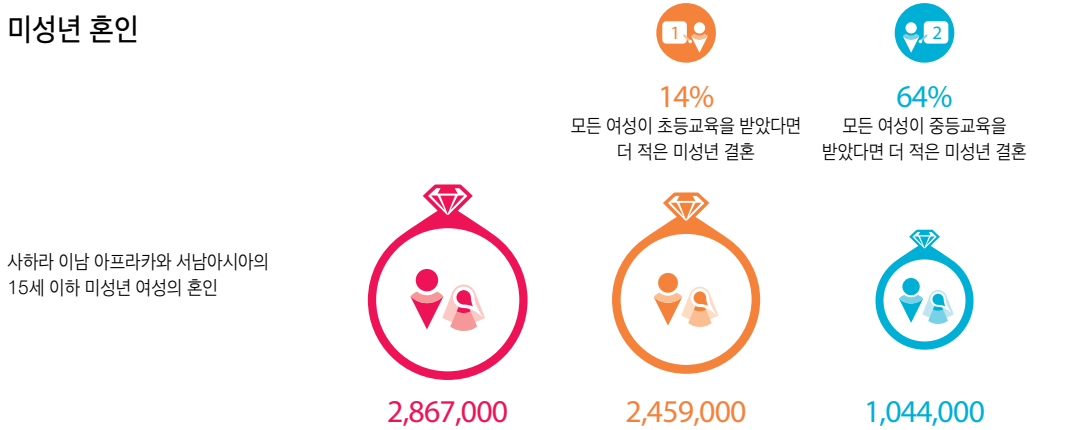 미성년 혼인
1
2
14%
64%
모든 여성이 초등교육을 받았다면
더 적은 미성년 결혼
모든 여성이 중등교육을
받았다면 더 적은 미성년 결혼
사하라 이남 아프라카와 서남아시아의
15세 이하 미성년 여성의 혼인
2,867,000
2,459,000
1,044,000